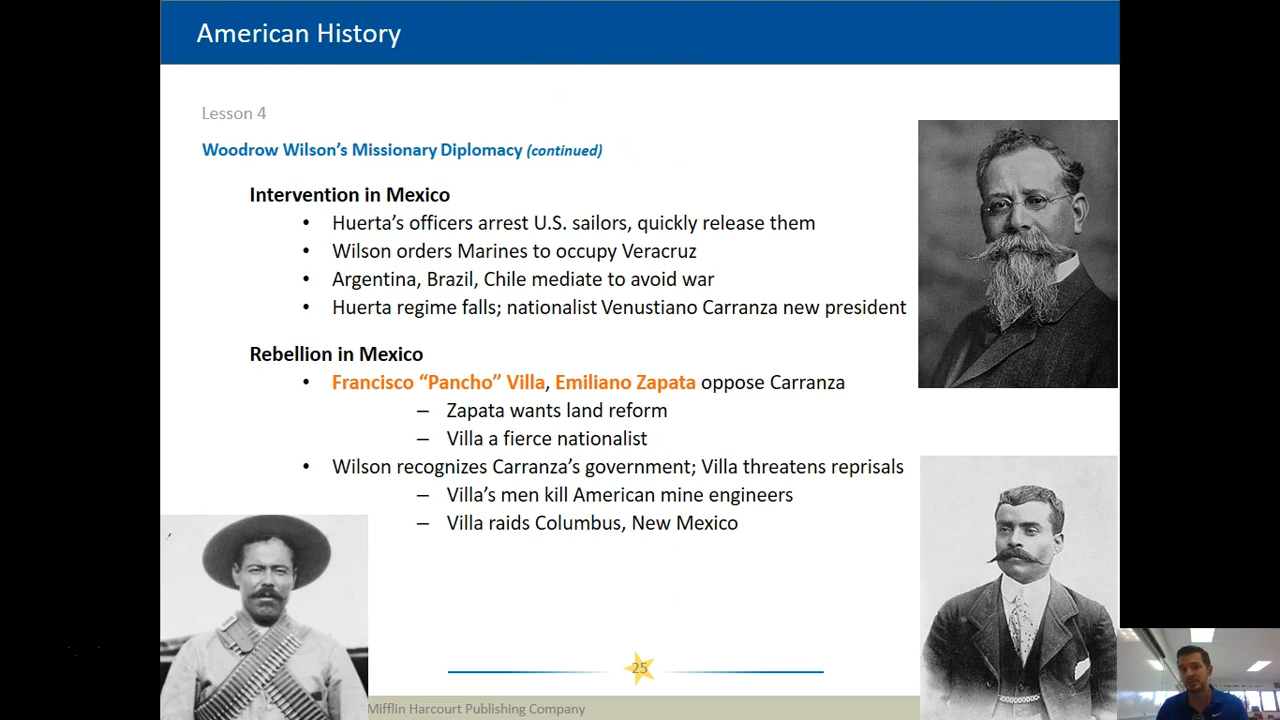 American History
Lesson 4
Woodrow Wilson’s Missionary Diplomacy (continued)
Intervention in Mexico
• Huerta’s officers arrest U.S. sailors, quickly release them
• Wilson orders Marines to occupy Veracruz
• Argentina, Brazil, Chile mediate to avoid war
• Huerta regime falls; nationalist Venustiano Carranza new president
Rebellion in Mexico
• Francisco “Pancho” Villa, Emiliano Zapata oppose Carranza
– Zapata wants land reform
– Villa a fierce nationalist
• Wilson recognizes Carranza’s government; Villa threatens reprisals
– Villa’s men kill American mine engineers
– Villa raids Columbus, New Mexico
25
Mifflin Harcourt Publishing Company